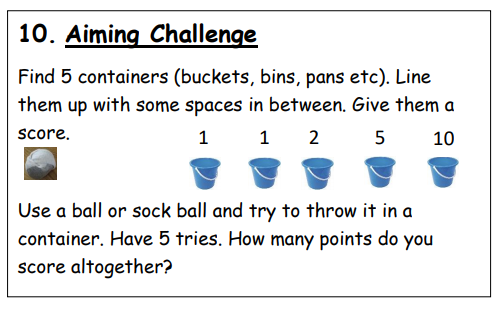 10. Aiming Challenge
Find 5 containers (buckets, bins, pans etc). Line
them up with some spaces in between. Give them a
score.
1 1 2 5 10
Use a ball or sock ball and try to throw it in a
container. Have 5 tries. How many points do you
score altogether?